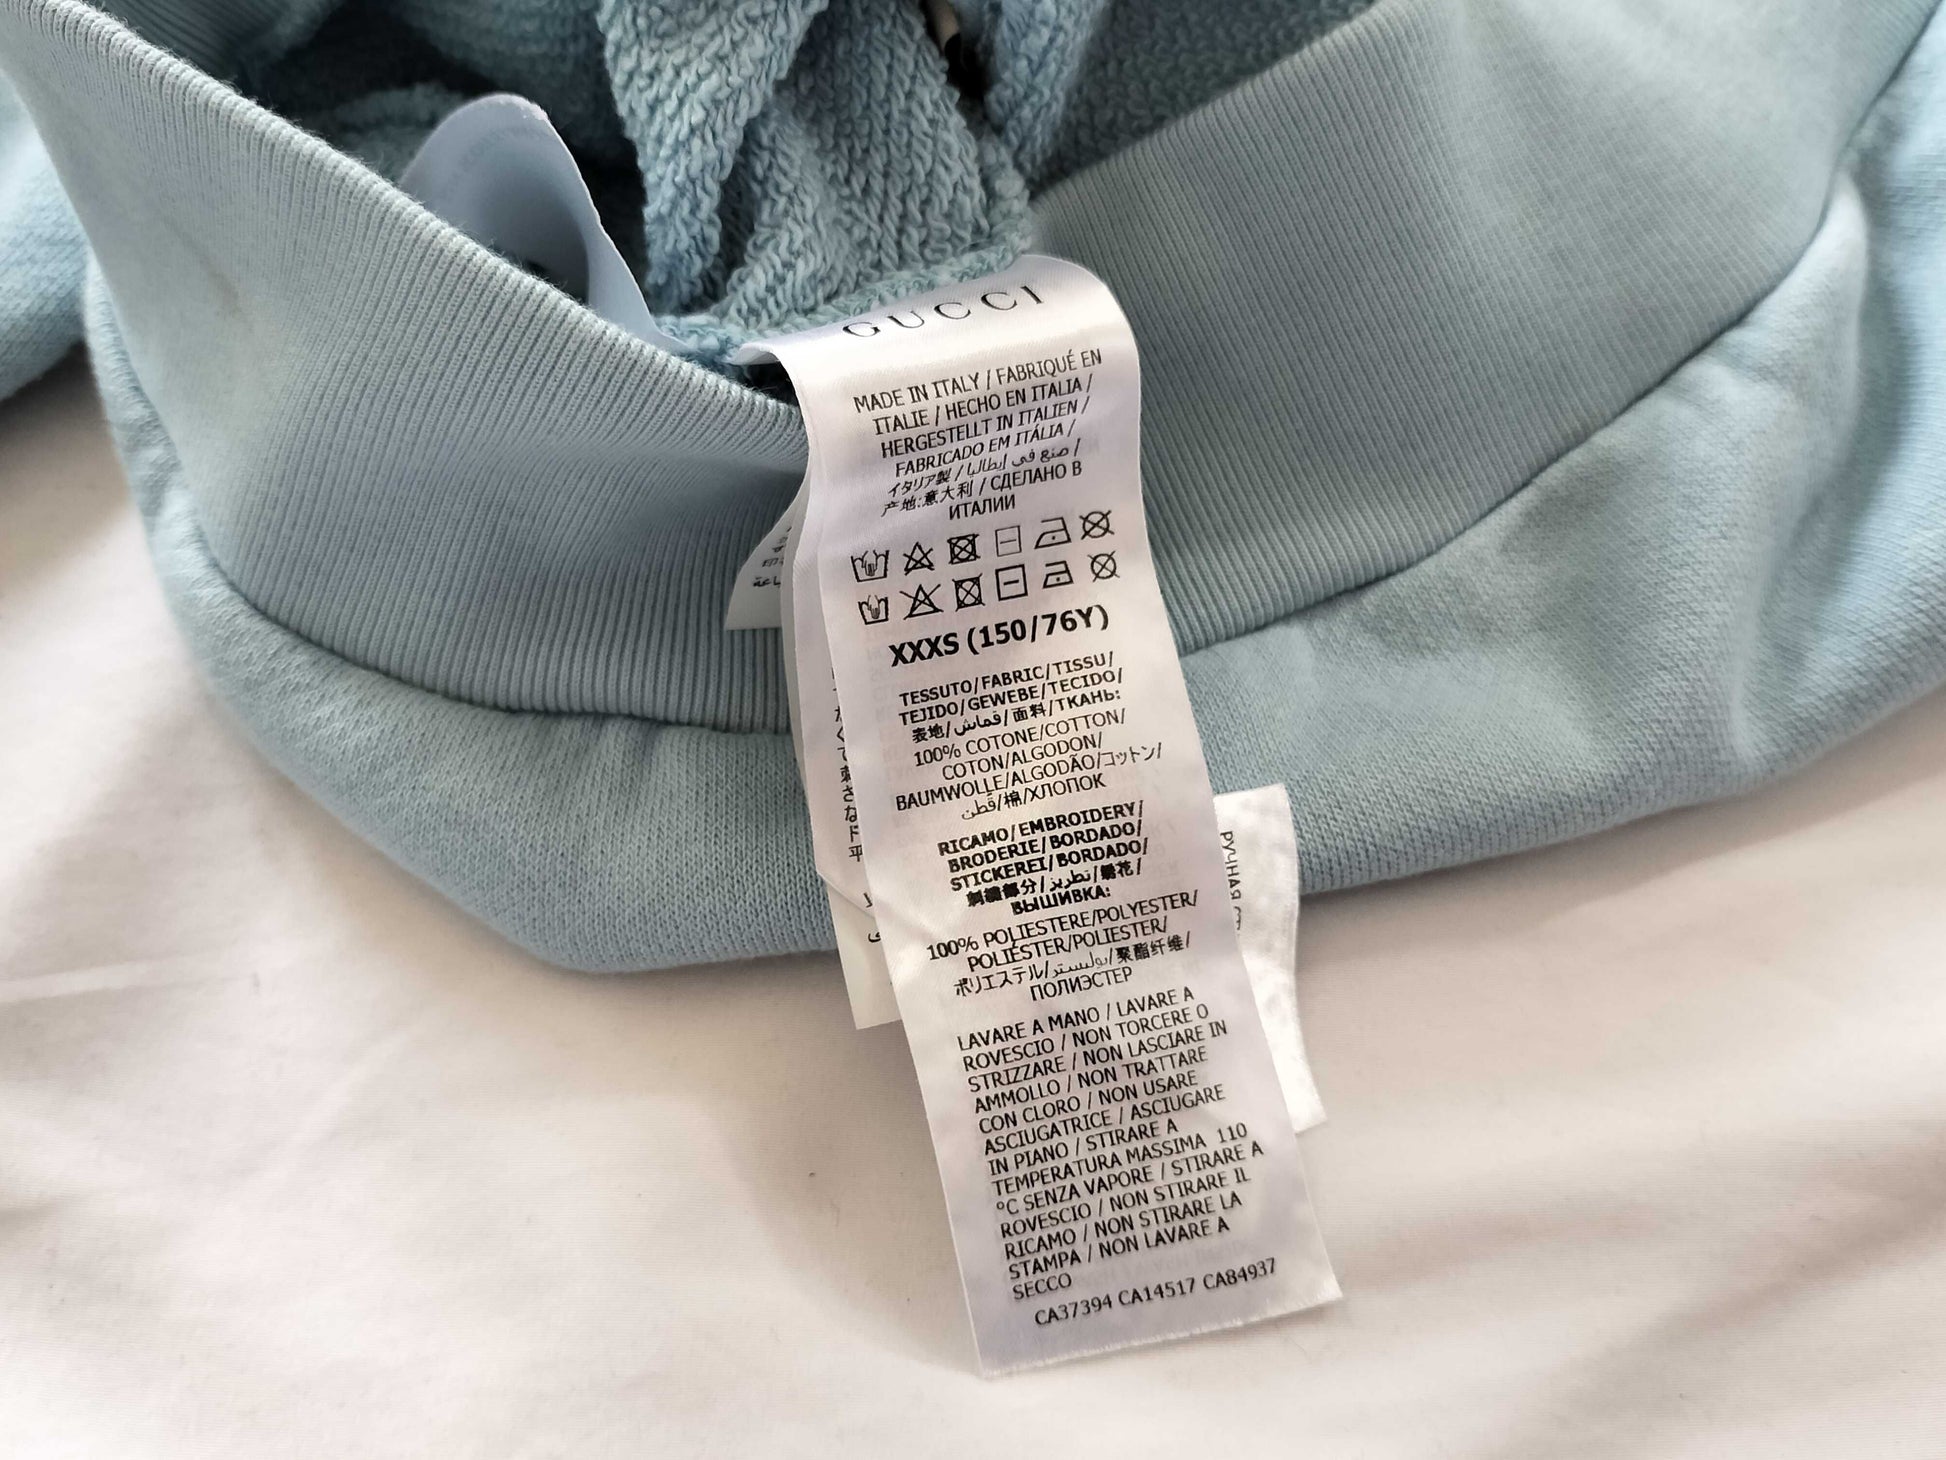 GUCCI
MADE IN ITALY / FABRIQUÉ EN
ITALIE / HECHO EN ITALIA /
HERGESTELLT IN ITALIEN /
FABRICADO EM ITÁLIA /
イタリア製 / صنع في إيطاليا /
产地:意大利 / СДЕЛАНО В
ИТАЛИИ
XXXS (150/76Y)
TESSUTO/FABRIC/TISSU/
TEJIDO/GEWEBE/TECIDO/
表地/قماش/面料/ТКАНЬ:
100% COTONE/COTTON/
COTON/ALGODON/
BAUMWOLLE/ALGODÃO/コットン/
قطن/棉/ХЛОПОК
RICAMO/EMBROIDERY/
BRODERIE/BORDADO/
STICKEREI/BORDADO/
刺繍部分/تطريز/绣花/
ВЫШИВКА:
100% POLIESTERE/POLYESTER/
POLIÉSTER/POLIESTER/
ポリエステル/بوليستر/聚酯纤维/
ПОЛИЭСТЕР
LAVARE A MANO / LAVARE A
ROVESCIO / NON TORCERE O
STRIZZARE / NON LASCIARE IN
AMMOLLO / NON TRATTARE
CON CLORO / NON USARE
ASCIUGATRICE / ASCIUGARE
IN PIANO / STIRARE A
TEMPERATURA MASSIMA 110
°C SENZA VAPORE / STIRARE A
ROVESCIO / NON STIRARE IL
RICAMO / NON STIRARE LA
STAMPA / NON LAVARE A
SECCO
CA37394 CA14517 CA84937
РУЧНАЯ